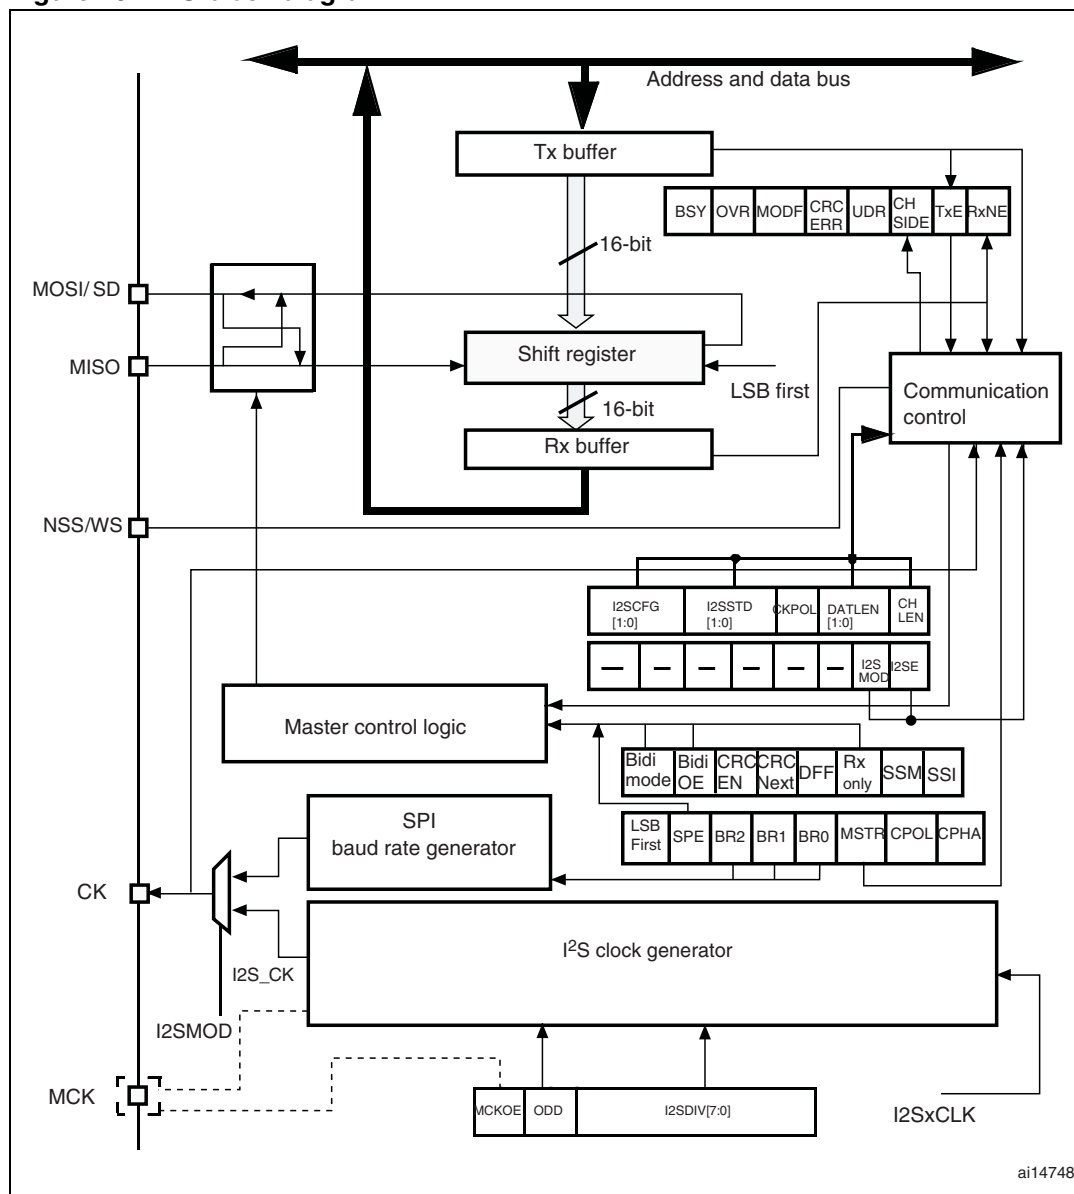 Address and data bus
Tx buffer
BSY OVR MODF CRC ERR UDR CH SIDE TxE RxNE
16-bit
MOSI/ SD
Shift register
MISO
LSB first
Communication
control
16-bit
Rx buffer
NSS/WS
I2SCFG [1:0] I2SSTD [1:0] CKPOL DATLEN [1:0] CH LEN
— — — — — — I2S MOD I2SE
Master control logic
Bidi mode Bidi OE CRC EN CRC Next DFF Rx only SSM SSI
SPI
baud rate generator
LSB First SPE BR2 BR1 BR0 MSTR CPOL CPHA
CK
I2S clock generator
I2S_CK
I2SMOD
MCK
MCKOE ODD I2SDIV[7:0]
I2SxCLK
ai14748